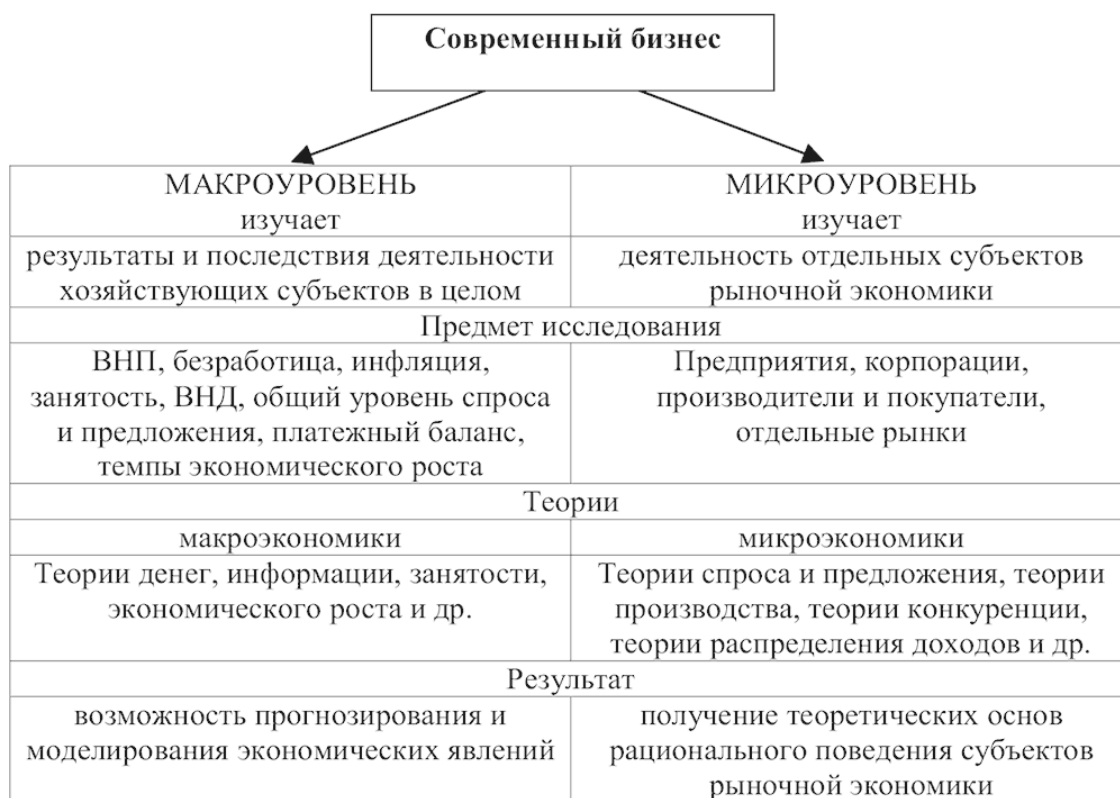 Современный бизнес
МАКРОУРОВЕНЬ
изучает
МИКРОУРОВЕНЬ
изучает
результаты и последствия деятельности
хозяйствующих субъектов в целом
деятельность отдельных субъектов
рыночной экономики
Предмет исследования
ВНП, безработица, инфляция,
занятость, ВНД, общий уровень спроса
и предложения, платежный баланс,
темпы экономического роста
Предприятия, корпорации,
производители и покупатели,
отдельные рынки
Теории
макроэкономики
микроэкономики
Теории денег, информации, занятости,
экономического роста и др.
Теории спроса и предложения, теории
производства, теории конкуренции,
теории распределения доходов и др.
Результат
возможность прогнозирования и
моделирования экономических явлений
получение теоретических основ
рационального поведения субъектов
рыночной экономики